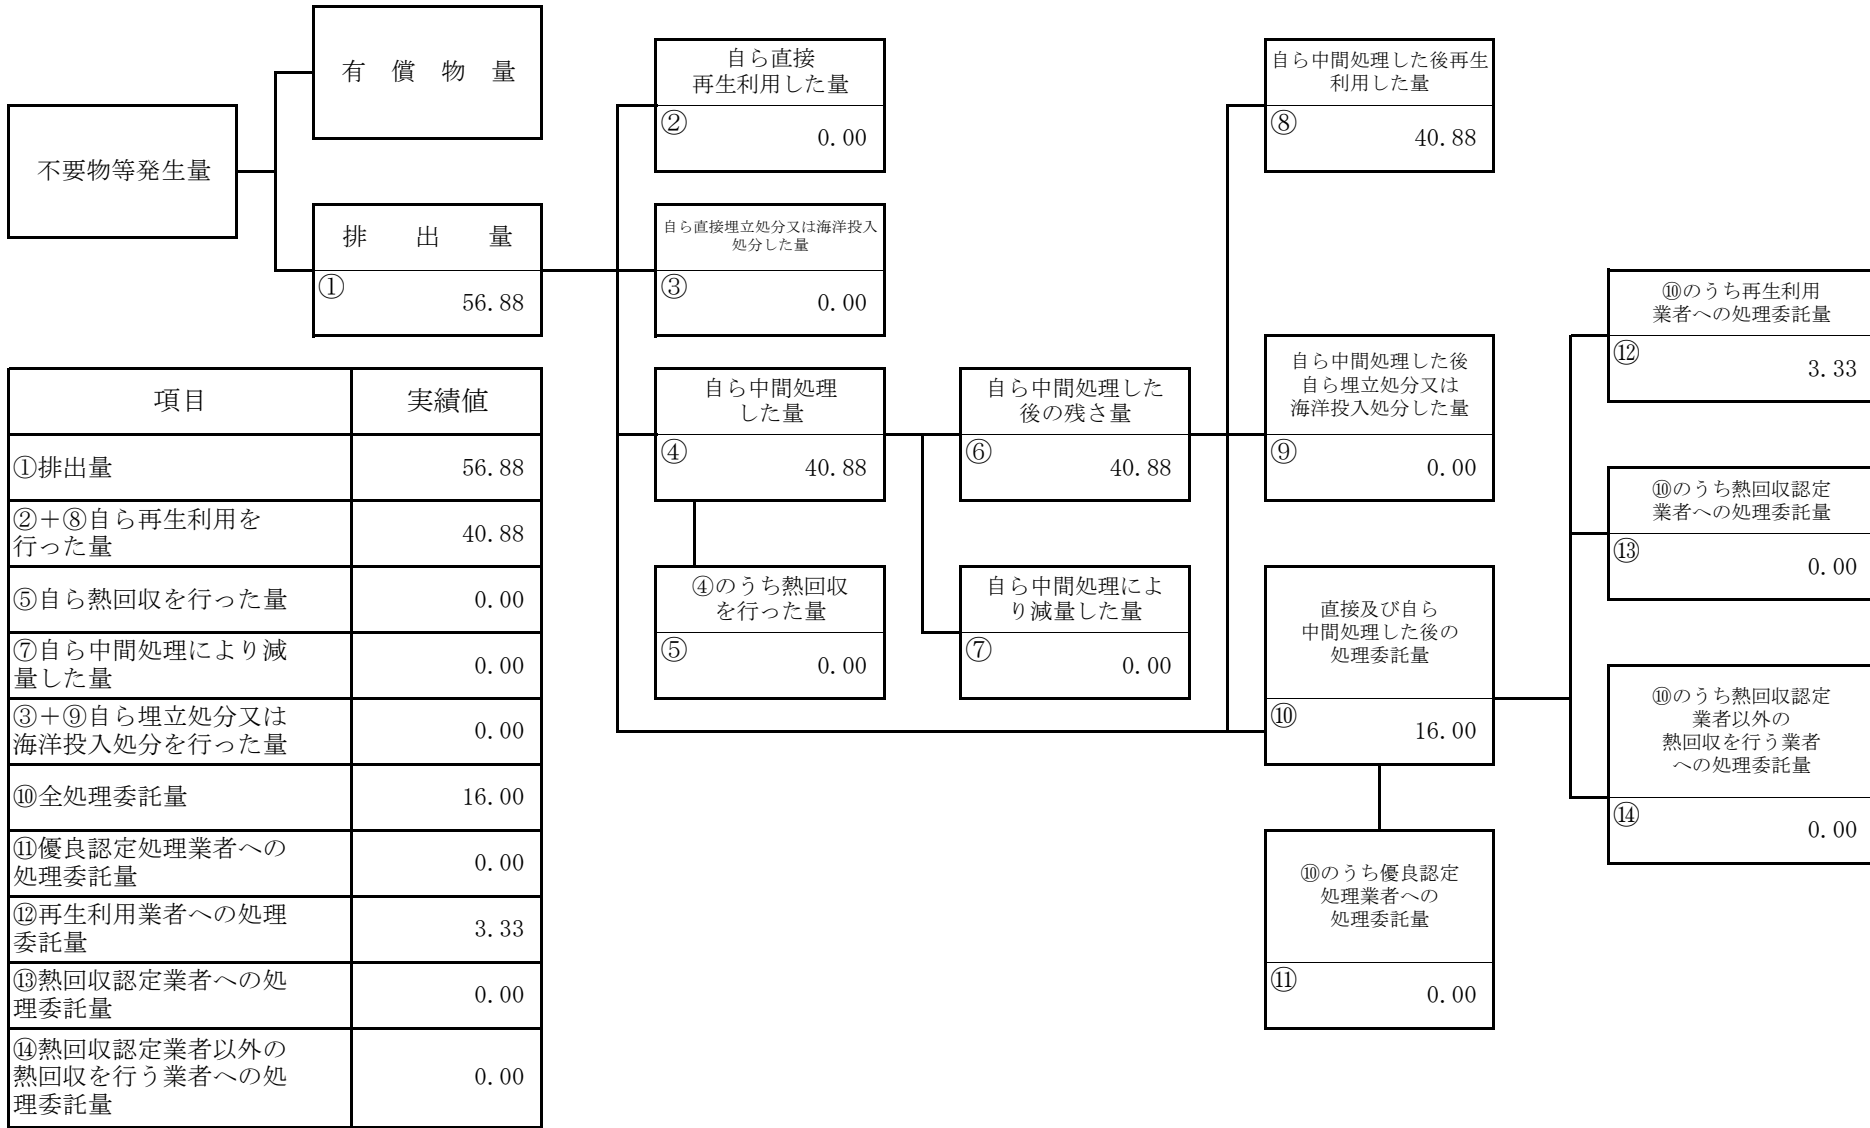 有 償 物 量
不要物等発生量
排 出 量
① 56.88
自ら直接
再生利用した量
② 0.00
自ら直接埋立処分又は海洋投入
処分した量
③ 0.00
自ら中間処理
した量
④ 40.88
④のうち熱回収
を行った量
⑤ 0.00
自ら中間処理した
後の残さ量
⑥ 40.88
自ら中間処理によ
り減量した量
⑦ 0.00
自ら中間処理した後再生
利用した量
⑧ 40.88
自ら中間処理した後
自ら埋立処分又は
海洋投入処分した量
⑨ 0.00
直接及び自ら
中間処理した後の
処理委託量
⑩ 16.00
⑩のうち優良認定
処理業者への
処理委託量
⑪ 0.00
⑩のうち再生利用
業者への処理委託量
⑫ 3.33
⑩のうち熱回収認定
業者への処理委託量
⑬ 0.00
⑩のうち熱回収認定
業者以外の
熱回収を行う業者
への処理委託量
⑭ 0.00
項目 実績値
①排出量 56.88
②＋⑧自ら再生利用を
行った量 40.88
⑤自ら熱回収を行った量 0.00
⑦自ら中間処理により減
量した量 0.00
③＋⑨自ら埋立処分又は
海洋投入処分を行った量 0.00
⑩全処理委託量 16.00
⑪優良認定処理業者への
処理委託量 0.00
⑫再生利用業者への処理
委託量 3.33
⑬熱回収認定業者への処
理委託量 0.00
⑭熱回収認定業者以外の
熱回収を行う業者への処
理委託量 0.00